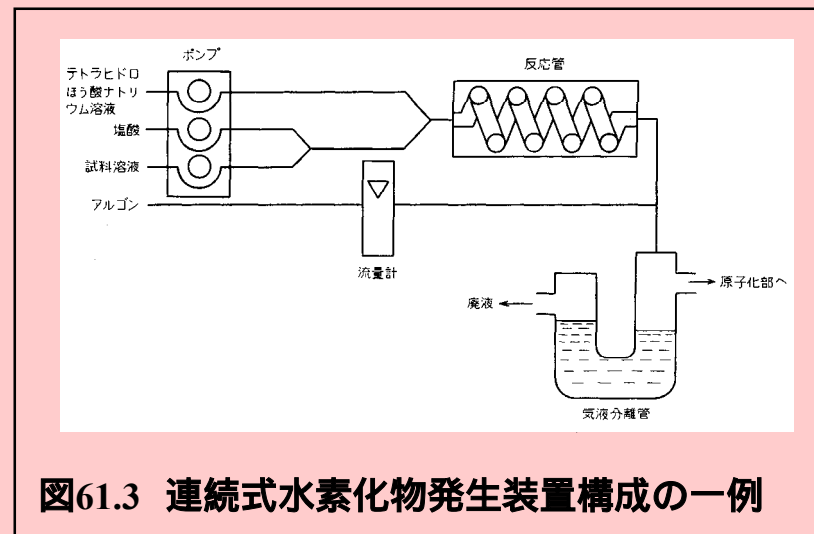 ポンプ
テトラヒドロ
ほう酸ナトリ
ウム溶液
塩酸
試料溶液
アルゴン
流量計
反応管
廃液
原子化部へ
気液分離管
図61.3 連続式水素化物発生装置構成の一例